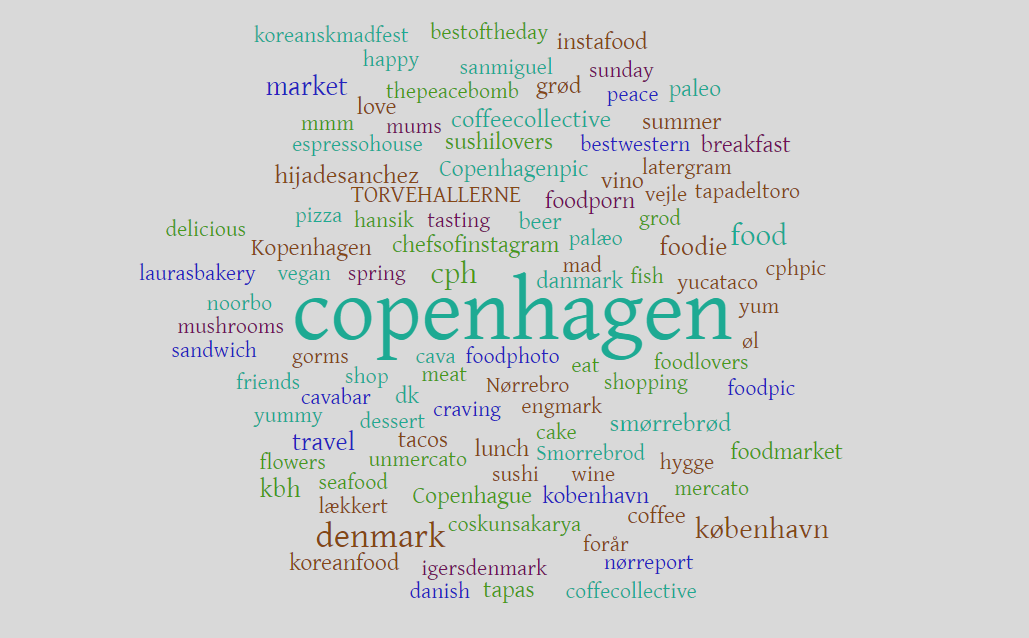 koreanskmadfest bestoftheday instafood
happy sanmiguel sunday
market thepeacebomb grød peace paleo
love
mmm mums coffeecollective summer
espressohouse sushilovers bestwestern breakfast
hijadesanchez Copenhagenpic vino latergram
TORVEHALLERNE foodporn vejle tapadeltoro
delicious pizza hansik tasting beer grod
Kopenhagen chefsofinstagram palæo foodie food
laurasbakery vegan spring cph danmark mad fish yucataco cphpic
noorbo copenhagen yum
mushrooms
sandwich gorms cava foodphoto eat foodlovers øl
friends shop meat Nørrebro shopping foodpic
cavabar dk craving engmark
yummy dessert cake smørrebrød
travel tacos lunch Smorrebrod foodmarket
flowers unmercato sushi wine hygge
kbh seafood Copenhague kobenhavn mercato
lækkert coskunsakarya coffee
denmark forår københavn
koreanfood igersdenmark nørreport
danish tapas coffecollective